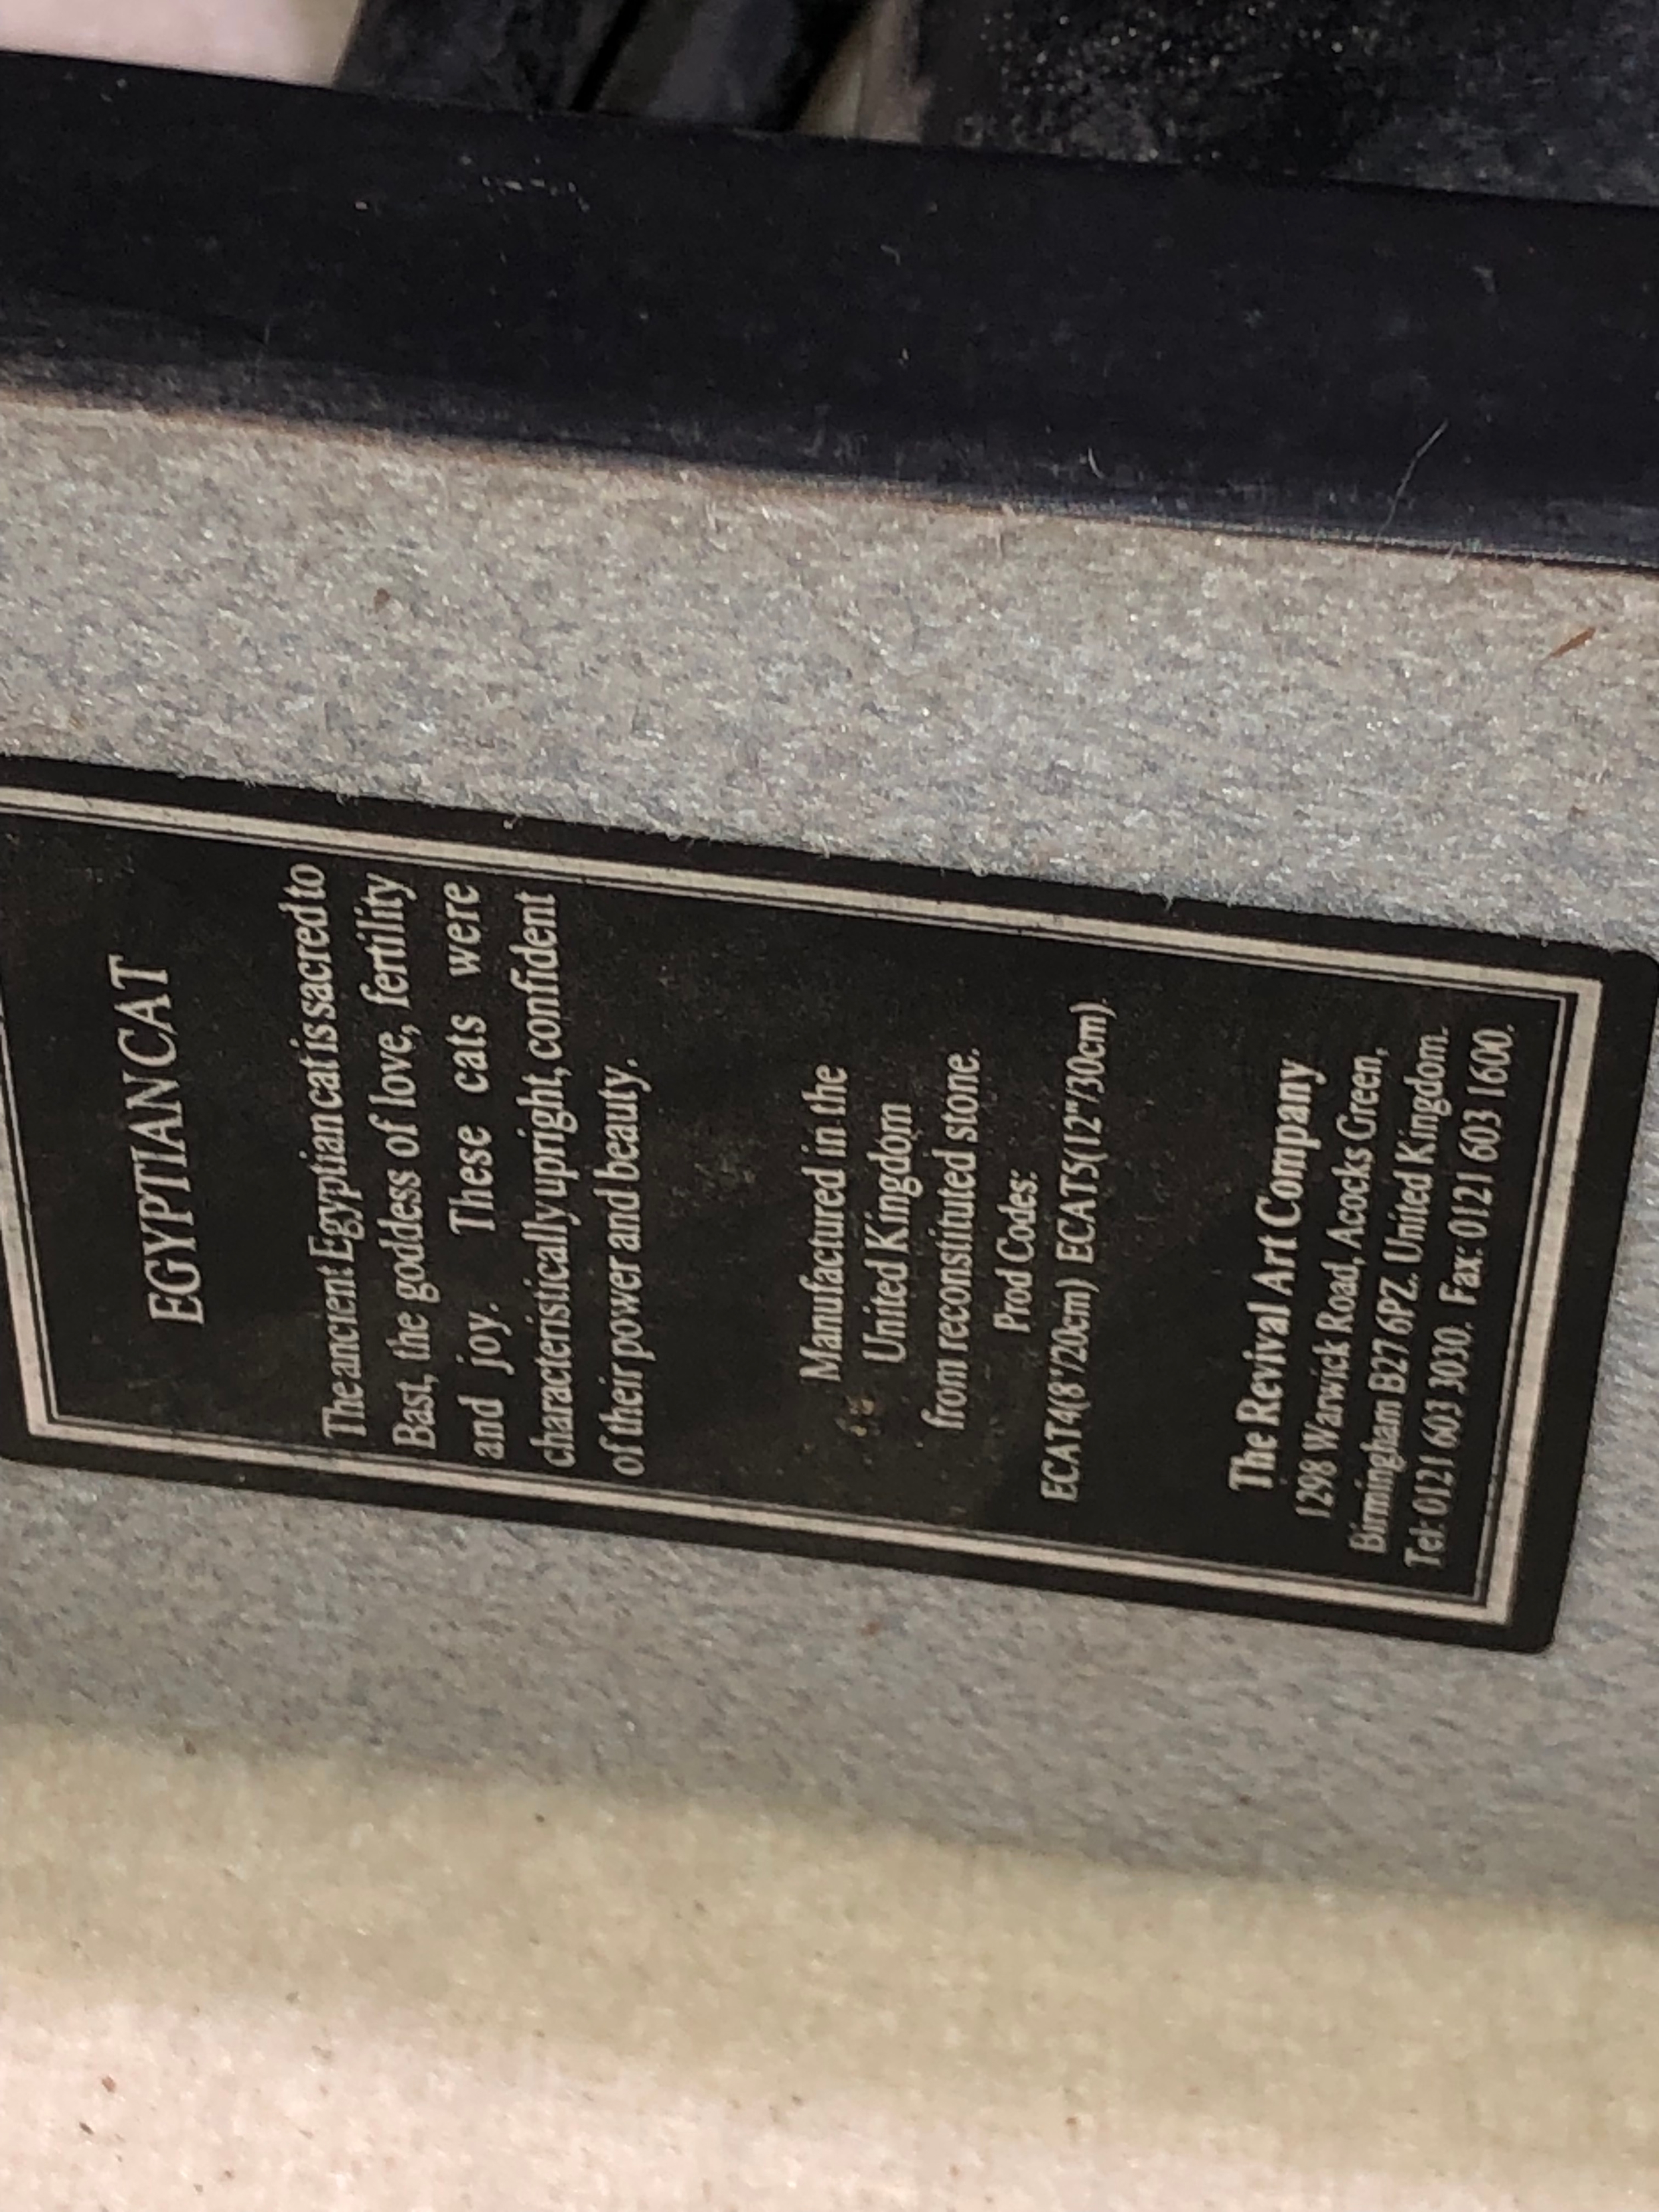 EGYPTIAN CAT
The ancient Egyptian cat is sacred to
Bast, the goddess of love, fertility
and joy. These cats were
characteristically upright, confident
of their power and beauty.
Manufactured in the
United Kingdom
from reconstituted stone.
Prod Codes:
ECAT4(8"/20cm) ECAT5(12"/30cm).
The Revival Art Company
1298 Warwick Road, Acocks Green,
Birmingham B27 6PZ. United Kingdom.
Tel: 0121 603 3030. Fax: 0121 603 1600.